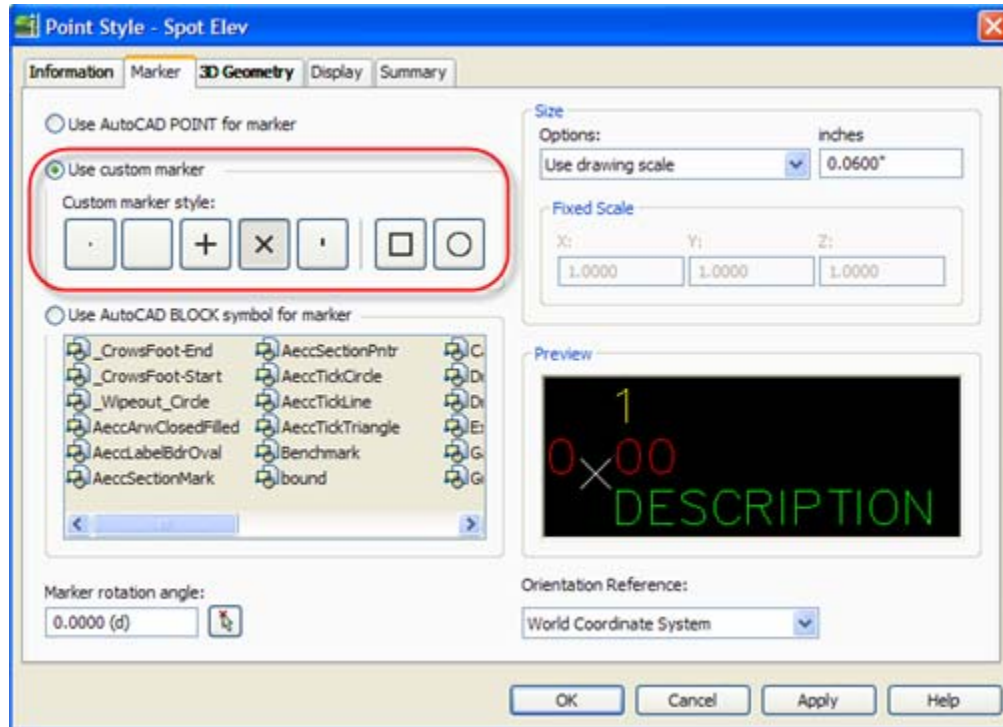 Point Style - Spot Elev
Information Marker 3D Geometry Display Summary
Use AutoCAD POINT for marker
Use custom marker
Custom marker style:
Use AutoCAD BLOCK symbol for marker
_CrowsFoot-End AeccSectionPntr
_CrowsFoot-Start AeccTickCircle
_Wipeout_Circle AeccTickLine
AeccArwClosedFilled AeccTickTriangle
AeccLabelBdrOval Benchmark
AeccSectionMark bound
Marker rotation angle:
0.0000 (d)
Size
Options: inches
Use drawing scale 0.0600"
Fixed Scale
X: Y: Z:
1.0000 1.0000 1.0000
Preview
1
0 00
DESCRIPTION
Orientation Reference:
World Coordinate System
OK Cancel Apply Help